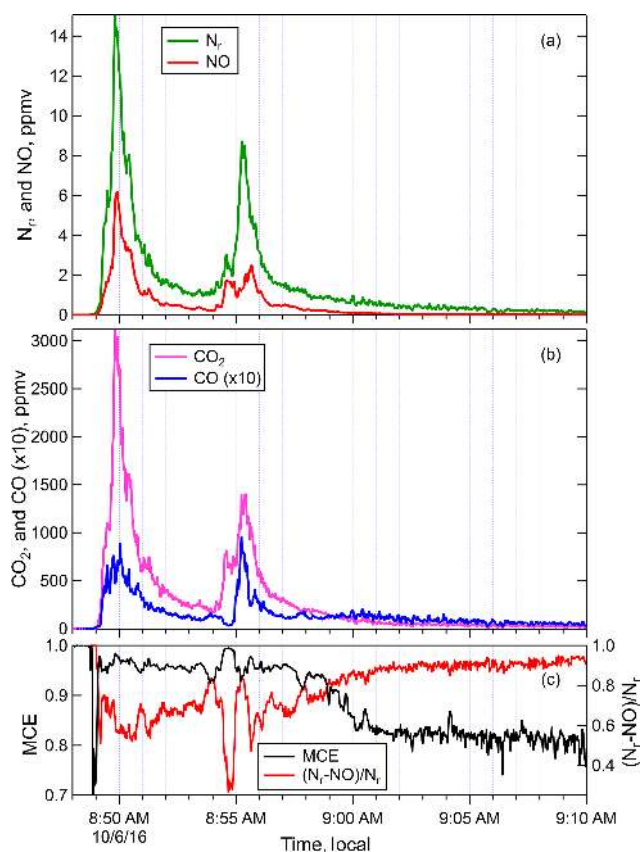 (a)
Nr
NO
14
12
10
8
6
4
2
0
Nr, and NO, ppmv
(b)
CO2
CO (x10)
3000
2500
2000
1500
1000
500
0
CO2, and CO (x10), ppmv
(c)
1.0
0.9
0.8
0.7
MCE
1.0
0.8
0.6
0.4
(Nr-NO)/Nr
MCE
(Nr-NO)/Nr
8:50 AM 8:55 AM 9:00 AM 9:05 AM 9:10 AM
10/6/16
Time, local